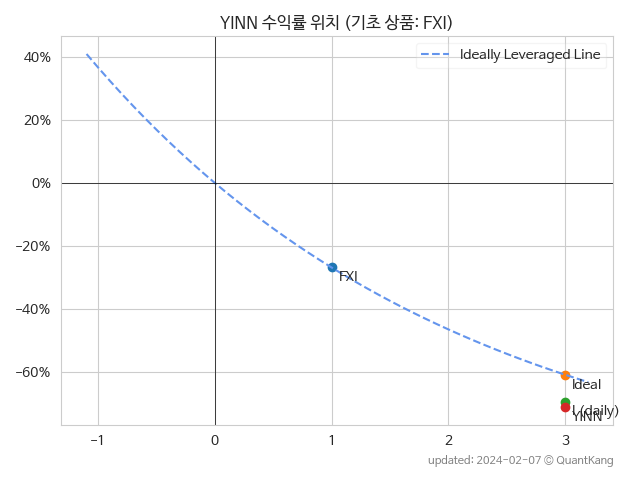 YINN 수익률 위치 (기초 상품: FXI)
Ideally Leveraged Line
40%
20%
0%
−20%
−40%
−60%
FXI
Ideal
(daily)
YINN
−1
0
1
2
3
updated: 2024-02-07 © QuantKang